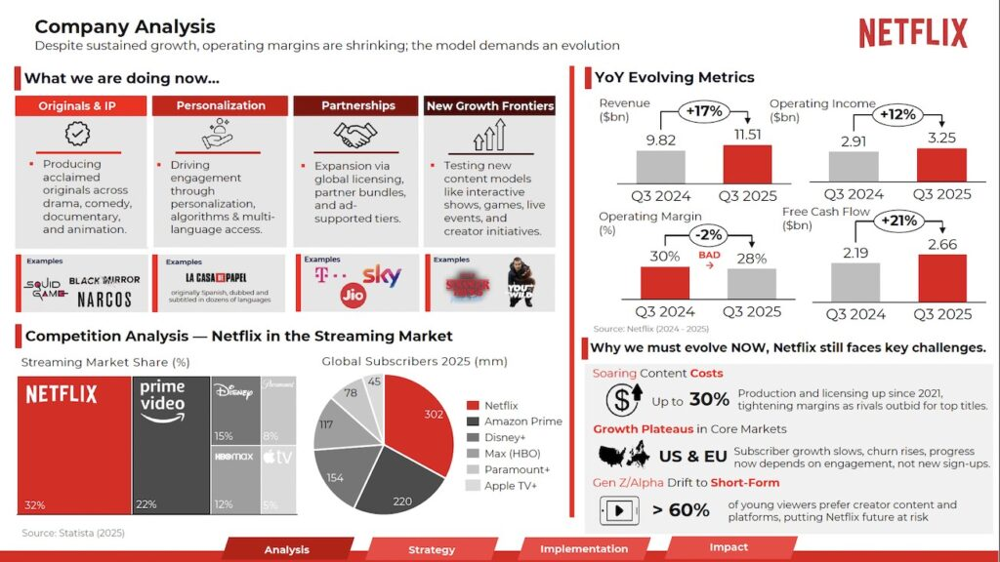 Company Analysis
Despite sustained growth, operating margins are shrinking; the model demands an evolution
NETFLIX
What we are doing now...
Originals & IP
Producing
acclaimed
originals across
drama, comedy,
documentary,
and animation.
Personalization
Driving
engagement
through
personalization,
algorithms & multi-
language access.
Partnerships
Expansion via
global licensing,
partner bundles,
and ad-
supported tiers.
New Growth Frontiers
Testing new
content models
like interactive
shows, games, live
events, and
creator initiatives.
Examples
SQUID
GAME
BLACK MIRROR
NARCOS
Examples
LA CASA DE PAPEL
originally Spanish, dubbed and
subtitled in dozens of languages
Examples
T
sky
Jio
Examples
STRANGER
THINGS
YOU
WILD
Competition Analysis — Netflix in the Streaming Market
Streaming Market Share (%)
NETFLIX
32%
prime
video
22%
Disney
15%
Paramount
8%
HBOmax
12%
tv
5%
Global Subscribers 2025 (mm)
45
78
117
154
220
302
Netflix
Amazon Prime
Disney+
Max (HBO)
Paramount+
Apple TV+
Source: Statista (2025)
YoY Evolving Metrics
Revenue
($bn)
+17%
9.82
11.51
Q3 2024
Q3 2025
Operating Income
($bn)
+12%
2.91
3.25
Q3 2024
Q3 2025
Operating Margin
(%)
-2%
30%
BAD
→
28%
Q3 2024
Q3 2025
Free Cash Flow
($bn)
+21%
2.19
2.66
Q3 2024
Q3 2025
Source: Netflix (2024 - 2025)
Why we must evolve NOW, Netflix still faces key challenges.
Soaring Content Costs
$
Up to 30%
Production and licensing up since 2021,
tightening margins as rivals outbid for top titles.
Growth Plateaus in Core Markets
US & EU
Subscriber growth slows, churn rises, progress
now depends on engagement, not new sign-ups.
Gen Z/Alpha Drift to Short-Form
> 60%
of young viewers prefer creator content and
platforms, putting Netflix future at risk
Analysis
Strategy
Implementation
Impact